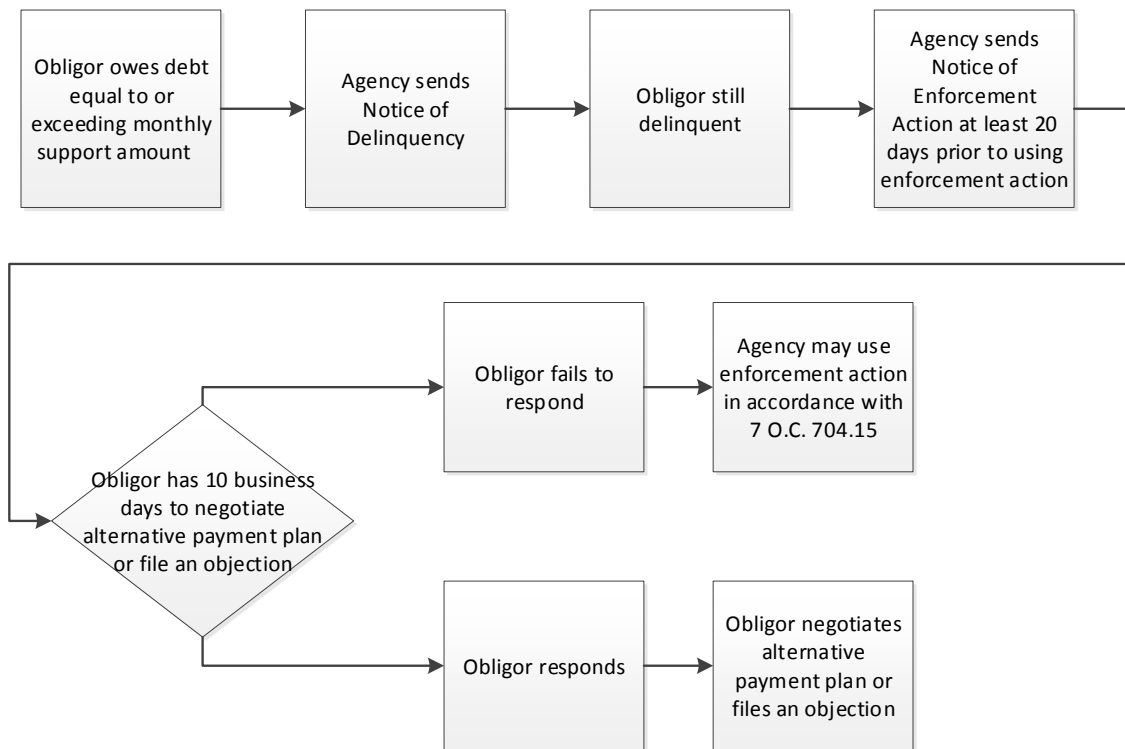 Obligor owes debt
equal to or
exceeding monthly
support amount
Agency sends
Notice of
Delinquency
Obligor still
delinquent
Agency sends
Notice of
Enforcement
Action at least 20
days prior to using
enforcement action
Obligor has 10 business
days to negotiate
alternative payment plan
or file an objection
Obligor fails to
respond
Agency may use
enforcement action
in accordance with
7 O.C. 704.15
Obligor responds
Obligor negotiates
alternative
payment plan or
files an objection